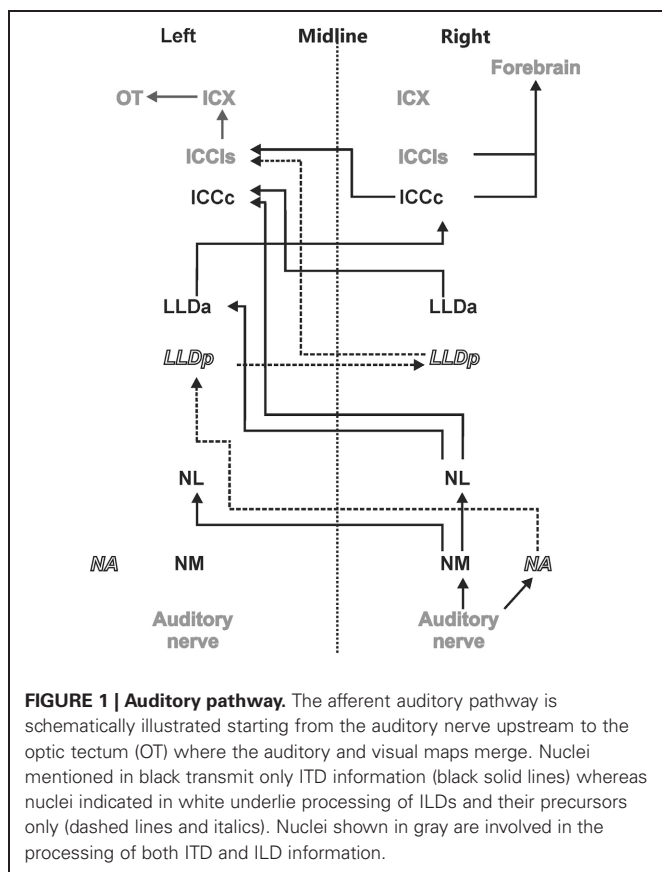 Left Midline Right
Forebrain
OT ICX ICX
ICCls ICCls
ICCc ICCc
LLDa LLDa
LLDp LLDp
NL NL
NA NM NM NA
Auditory Auditory
nerve nerve
FIGURE 1 | Auditory pathway. The afferent auditory pathway is
schematically illustrated starting from the auditory nerve upstream to the
optic tectum (OT) where the auditory and visual maps merge. Nuclei
mentioned in black transmit only ITD information (black solid lines) whereas
nuclei indicated in white underlie processing of ILDs and their precursors
only (dashed lines and italics). Nuclei shown in gray are involved in the
processing of both ITD and ILD information.